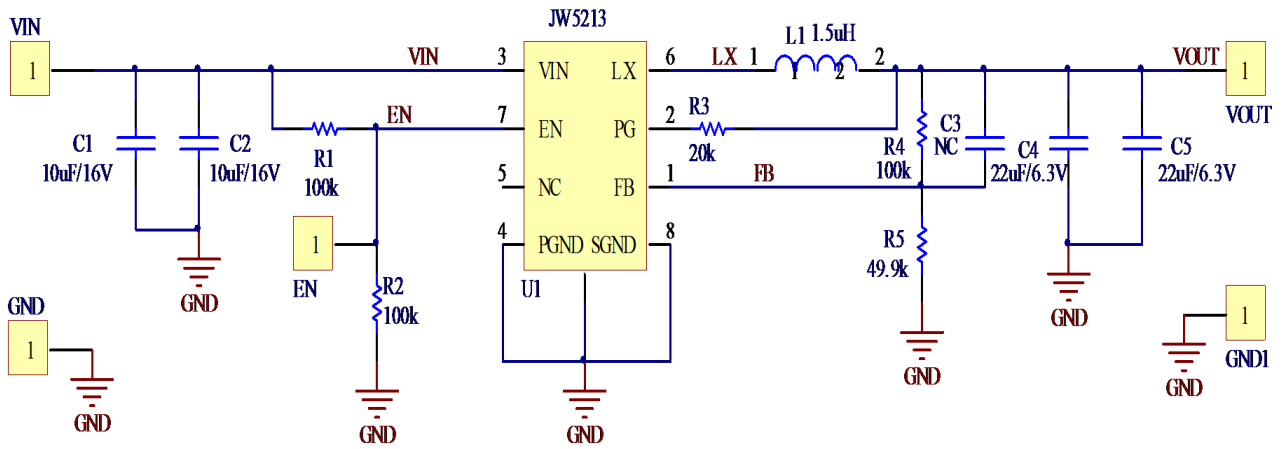 JW5213
VIN
1
VIN
3
VIN
LX
6
LX
1
L1
1.5uH
1
2
2
VOUT
1
VOUT
C1
10uF/16V
C2
10uF/16V
R1
100k
EN
7
EN
PG
2
R3
20k
R4
100k
C3
NC
C4
22uF/6.3V
C5
22uF/6.3V
5
NC
FB
1
FB
1
EN
4
PGND
SGND
8
U1
R2
100k
R5
49.9k
GND
GND
1
GND
GND
GND
GND
GND
1
GND1
GND